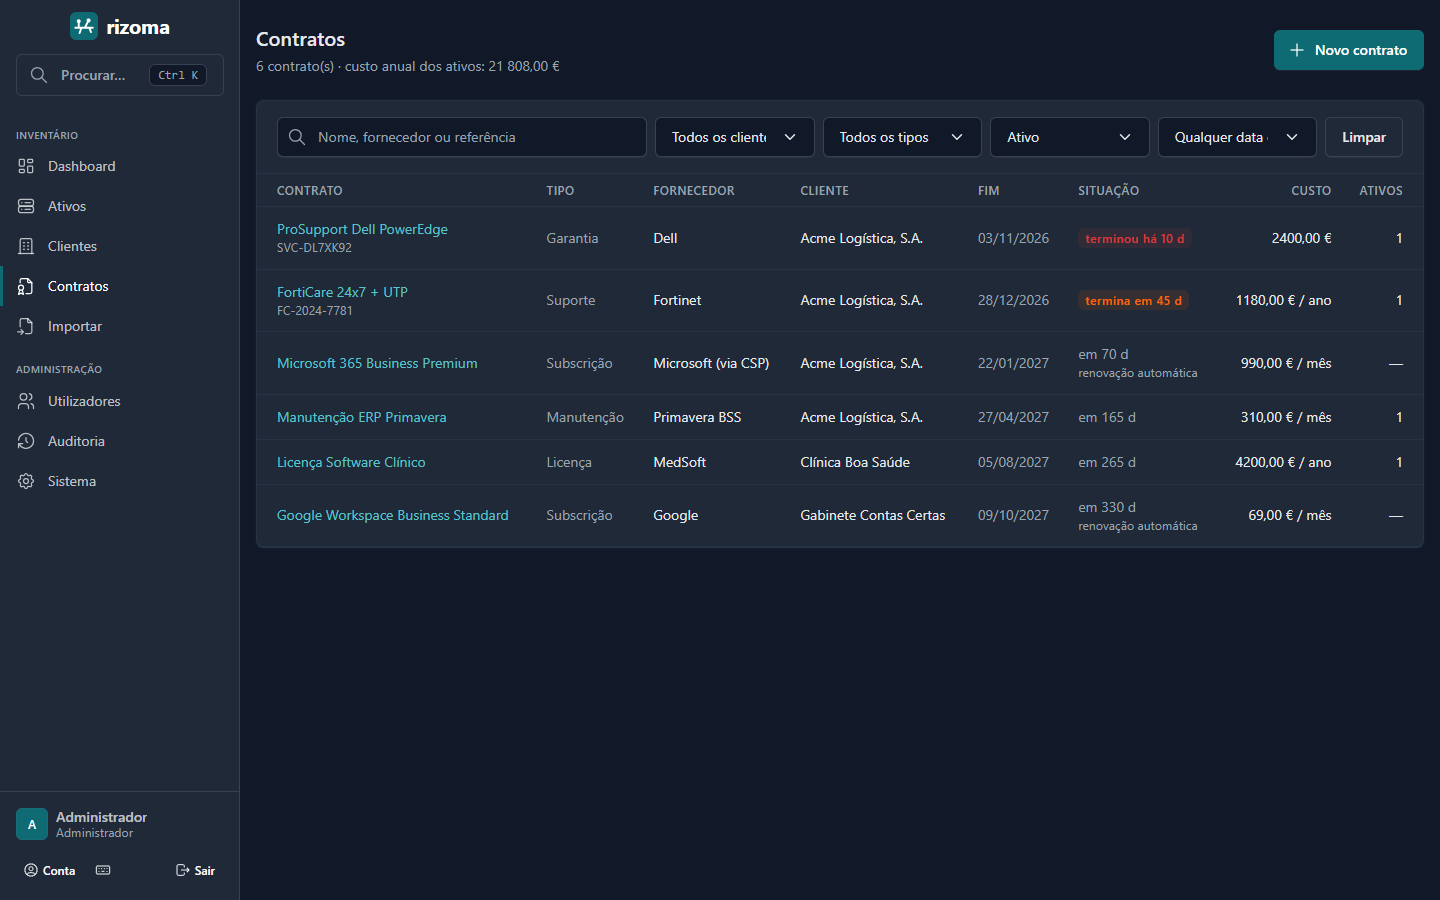 rizoma
Procurar... Ctrl K
INVENTÁRIO
Dashboard
Ativos
Clientes
Contratos
Importar
ADMINISTRAÇÃO
Utilizadores
Auditoria
Sistema
A Administrador
Administrador
Conta Sair
Contratos
6 contrato(s) · custo anual dos ativos: 21 808,00 €
Novo contrato
Nome, fornecedor ou referência Todos os cliente Todos os tipos Ativo Qualquer data Limpar
CONTRATO TIPO FORNECEDOR CLIENTE FIM SITUAÇÃO CUSTO ATIVOS
ProSupport Dell PowerEdge
SVC-DL7XK92 Garantia Dell Acme Logística, S.A. 03/11/2026 terminou há 10 d 2400,00 € 1
FortiCare 24x7 + UTP
FC-2024-7781 Suporte Fortinet Acme Logística, S.A. 28/12/2026 termina em 45 d 1180,00 € / ano 1
Microsoft 365 Business Premium Subscrição Microsoft (via CSP) Acme Logística, S.A. 22/01/2027 em 70 d 990,00 € / mês —
renovação automática
Manutenção ERP Primavera Manutenção Primavera BSS Acme Logística, S.A. 27/04/2027 em 165 d 310,00 € / mês 1
Licença Software Clínico Licença MedSoft Clínica Boa Saúde 05/08/2027 em 265 d 4200,00 € / ano 1
Google Workspace Business Standard Subscrição Google Gabinete Contas Certas 09/10/2027 em 330 d 69,00 € / mês —
renovação automática